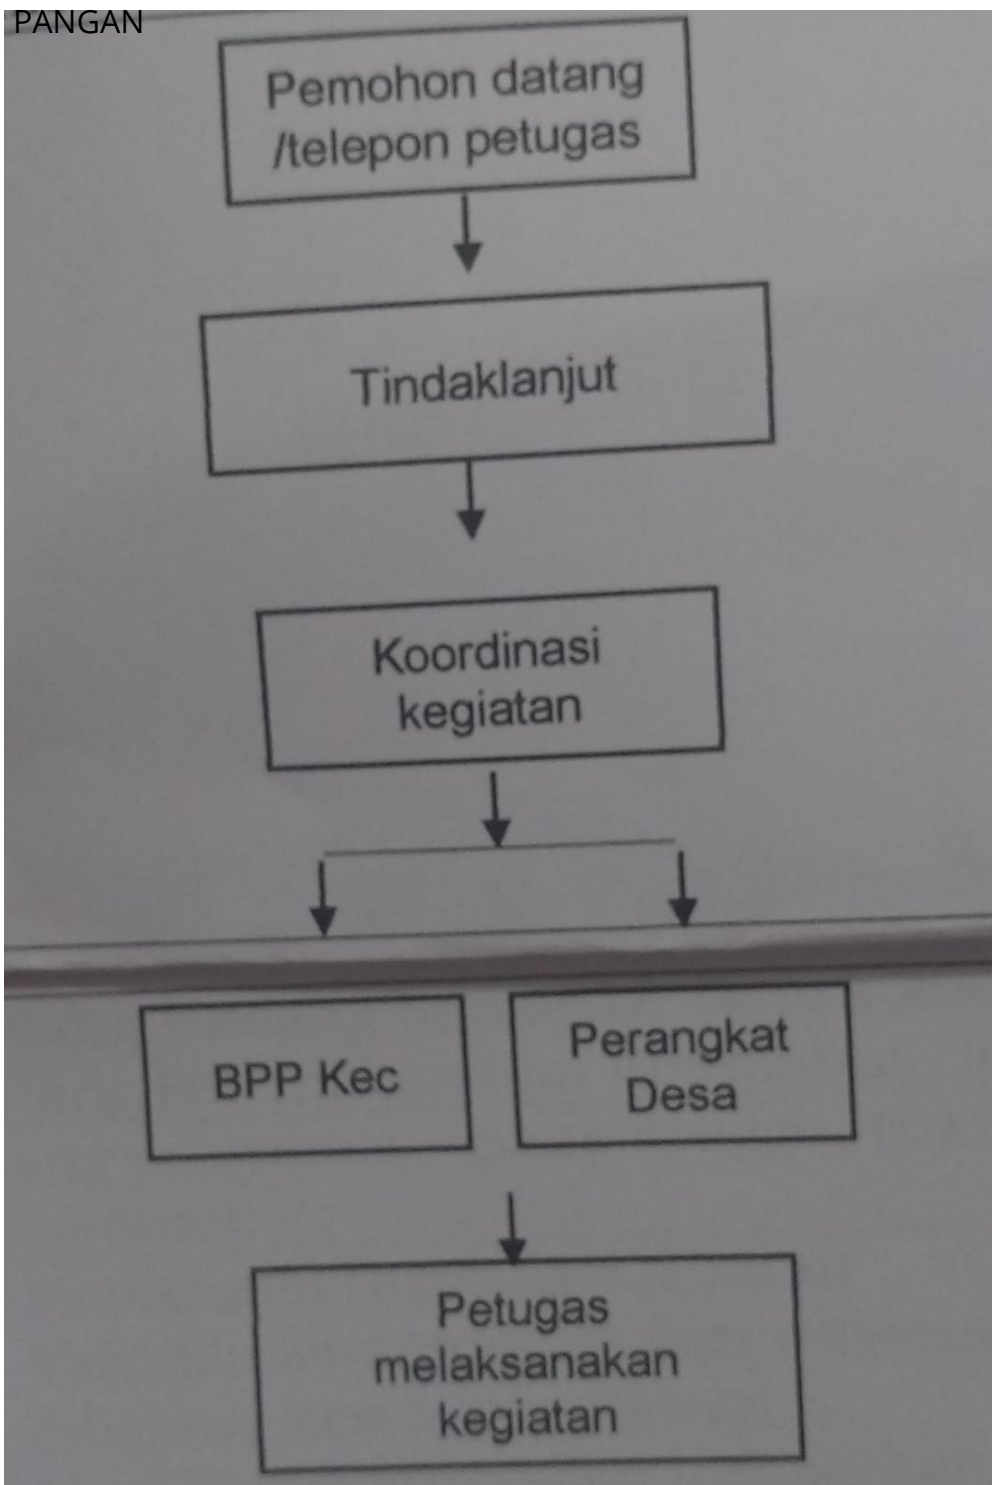 PANGAN
Pemohon datang
/telepon petugas
Tindaklanjut
Koordinasi
kegiatan
BPP Kec
Perangkat
Desa
Petugas
melaksanakan
kegiatan